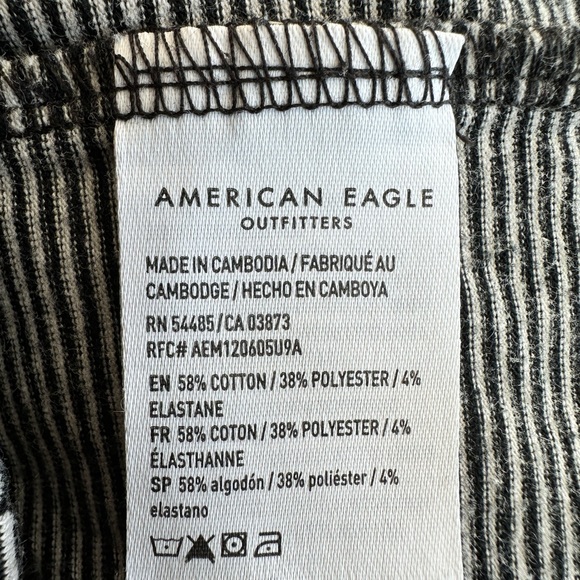 AMERICAN EAGLE
OUTFITTERS
MADE IN CAMBODIA / FABRIQUÉ AU
CAMBODGE / HECHO EN CAMBOYA
RN 54485 / CA 03873
RFC# AEM120605U9A
EN 58% COTTON / 38% POLYESTER / 4%
ELASTANE
FR 58% COTON / 38% POLYESTER / 4%
ÉLASTHANNE
SP 58% algodón / 38% poliéster / 4%
elastano